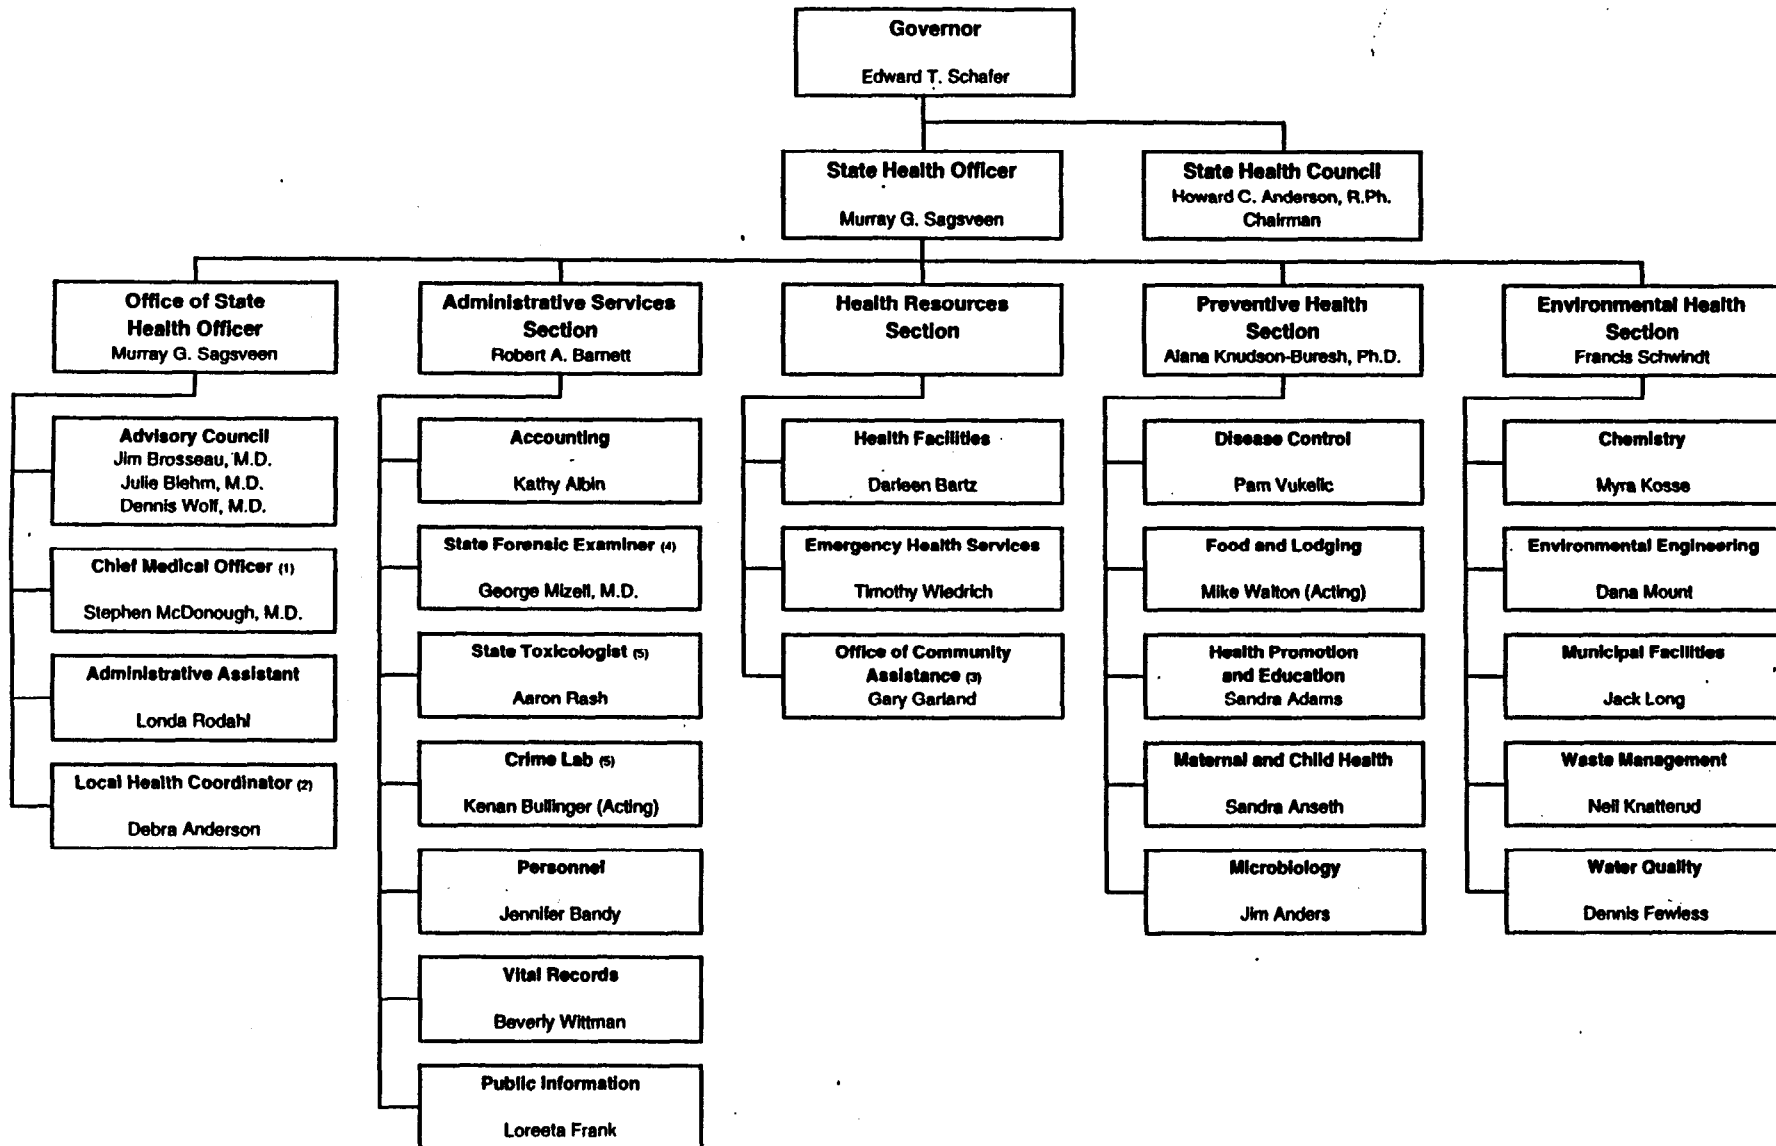 Governor
Edward T. Schafer
State Health Officer
Murray G. Sagsveen
State Health Council
Howard C. Anderson, R.Ph.
Chairman
Office of State
Health Officer
Murray G. Sagsveen
Advisory Council
Jim Brosseau, M.D.
Julie Blehm, M.D.
Dennis Wolf, M.D.
Chief Medical Officer (1)
Stephen McDonough, M.D.
Administrative Assistant
Londa Rodahl
Local Health Coordinator (2)
Debra Anderson
Administrative Services
Section
Robert A. Barnett
Accounting
Kathy Albin
State Forensic Examiner (4)
George Mizell, M.D.
State Toxicologist (5)
Aaron Rash
Crime Lab (5)
Kenan Bullinger (Acting)
Personnel
Jennifer Bandy
Vital Records
Beverly Wittman
Public Information
Loreeta Frank
Health Resources
Section
Health Facilities
Darleen Bartz
Emergency Health Services
Timothy Wiedrich
Office of Community
Assistance (3)
Gary Garland
Preventive Health
Section
Alana Knudson-Buresh, Ph.D.
Disease Control
Pam Vukelic
Food and Lodging
Mike Walton (Acting)
Health Promotion
and Education
Sandra Adams
Maternal and Child Health
Sandra Anseth
Microbiology
Jim Anders
Environmental Health
Section
Francis Schwindt
Chemistry
Myra Kosse
Environmental Engineering
Dana Mount
Municipal Facilities
Jack Long
Waste Management
Neil Knatterud
Water Quality
Dennis Fewless